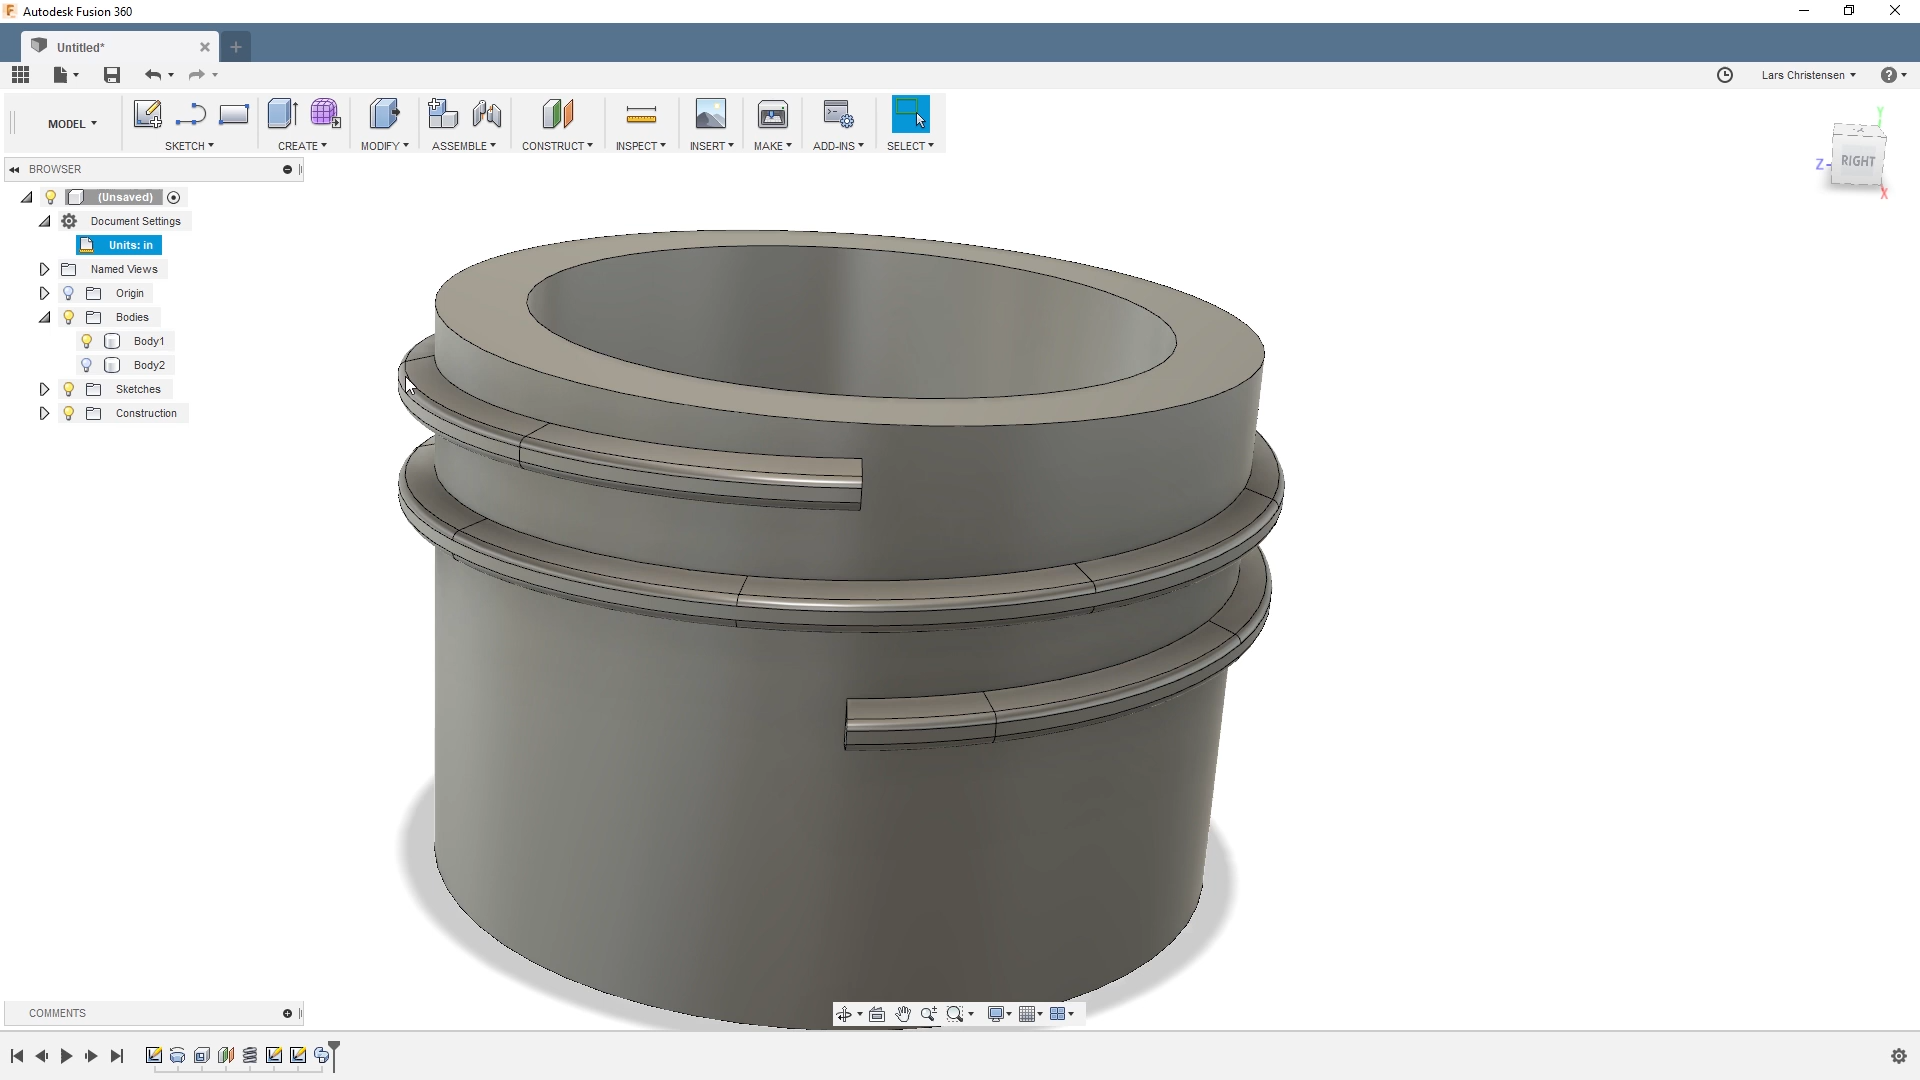 Autodesk Fusion 360
Untitled*
Lars Christensen
MODEL
SKETCH
CREATE
MODIFY
ASSEMBLE
CONSTRUCT
INSPECT
INSERT
MAKE
ADD-INS
SELECT
Y
Z
RIGHT
X
BROWSER
(Unsaved)
Document Settings
Units: in
Named Views
Origin
Bodies
Body1
Body2
Sketches
Construction
COMMENTS